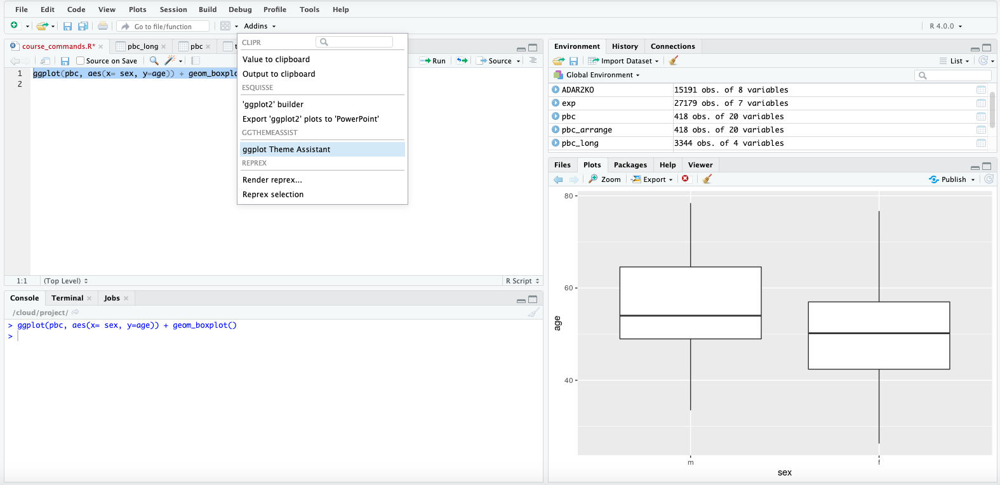 File Edit Code View Plots Session Build Debug Profile Tools Help
Go to file/function Addins R 4.0.0
course_commands.R* pbc_long pbc
Source on Save Run Source
1 ggplot(pbc, aes(x= sex, y=age)) + geom_boxplo
2
CLIPR
Value to clipboard
Output to clipboard
ESQUISSE
'ggplot2' builder
Export 'ggplot2' plots to 'PowerPoint'
GGTHEMEASSIST
ggplot Theme Assistant
REPREX
Render reprex...
Reprex selection
1:1 (Top Level) R Script
Console Terminal Jobs
/cloud/project/
> ggplot(pbc, aes(x= sex, y=age)) + geom_boxplot()
>
Environment History Connections
Import Dataset List
Global Environment
ADAR2KO 15191 obs. of 8 variables
exp 27179 obs. of 7 variables
pbc 418 obs. of 20 variables
pbc_arrange 418 obs. of 20 variables
pbc_long 3344 obs. of 4 variables
Files Plots Packages Help Viewer
Zoom Export Publish
80
60
40
age
m f
sex